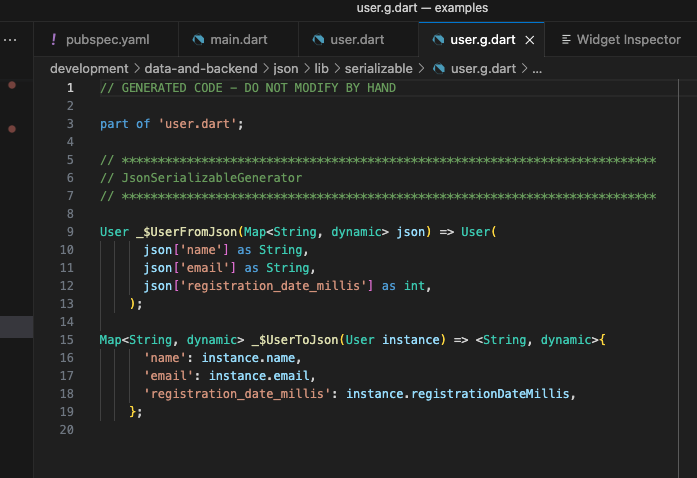 user.g.dart — examples
... ! pubspec.yaml main.dart user.dart user.g.dart × Widget Inspector
development > data-and-backend > json > lib > serializable > user.g.dart > ...
1 // GENERATED CODE - DO NOT MODIFY BY HAND
2
3 part of 'user.dart';
4
5 // **************************************************************************
6 // JsonSerializableGenerator
7 // **************************************************************************
8
9 User _$UserFromJson(Map<String, dynamic> json) => User(
10       json['name'] as String,
11       json['email'] as String,
12       json['registration_date_millis'] as int,
13     );
14
15 Map<String, dynamic> _$UserToJson(User instance) => <String, dynamic>{
16       'name': instance.name,
17       'email': instance.email,
18       'registration_date_millis': instance.registrationDateMillis,
19     };
20